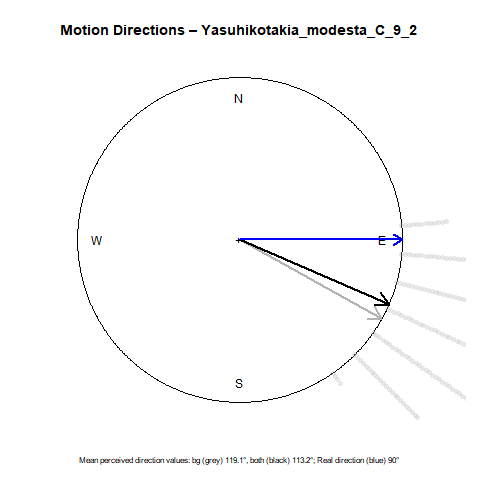 Motion Directions – Yasuhikotakia_modesta_C_9_2
N
W
E
S
Mean perceived direction values: bg (grey) 119.1°, both (black) 113.2°; Real direction (blue) 90°